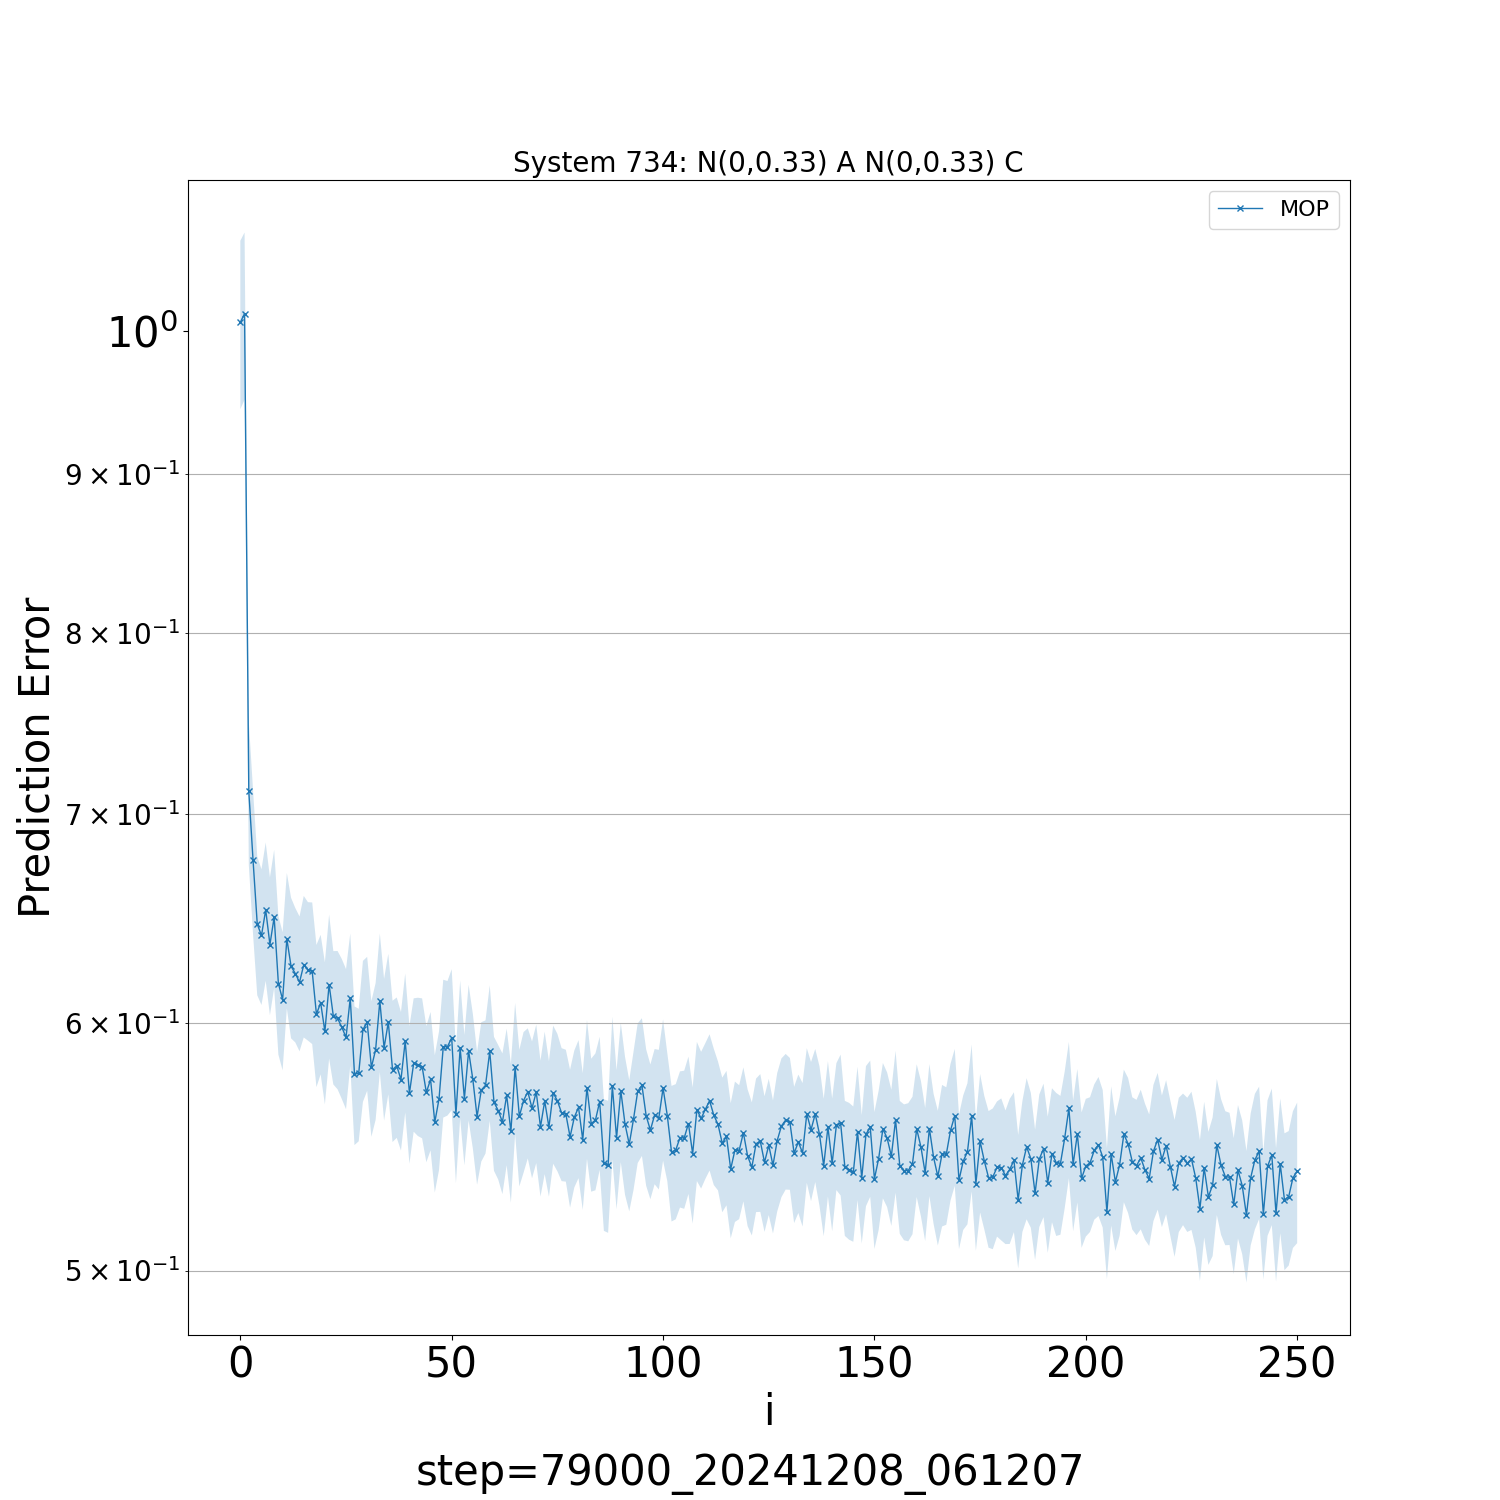 System 734: N(0,0.33) A N(0,0.33) C
MOP
10⁰
9 × 10⁻¹
8 × 10⁻¹
7 × 10⁻¹
6 × 10⁻¹
5 × 10⁻¹
Prediction Error
0 50 100 150 200 250
i
step=79000_20241208_061207